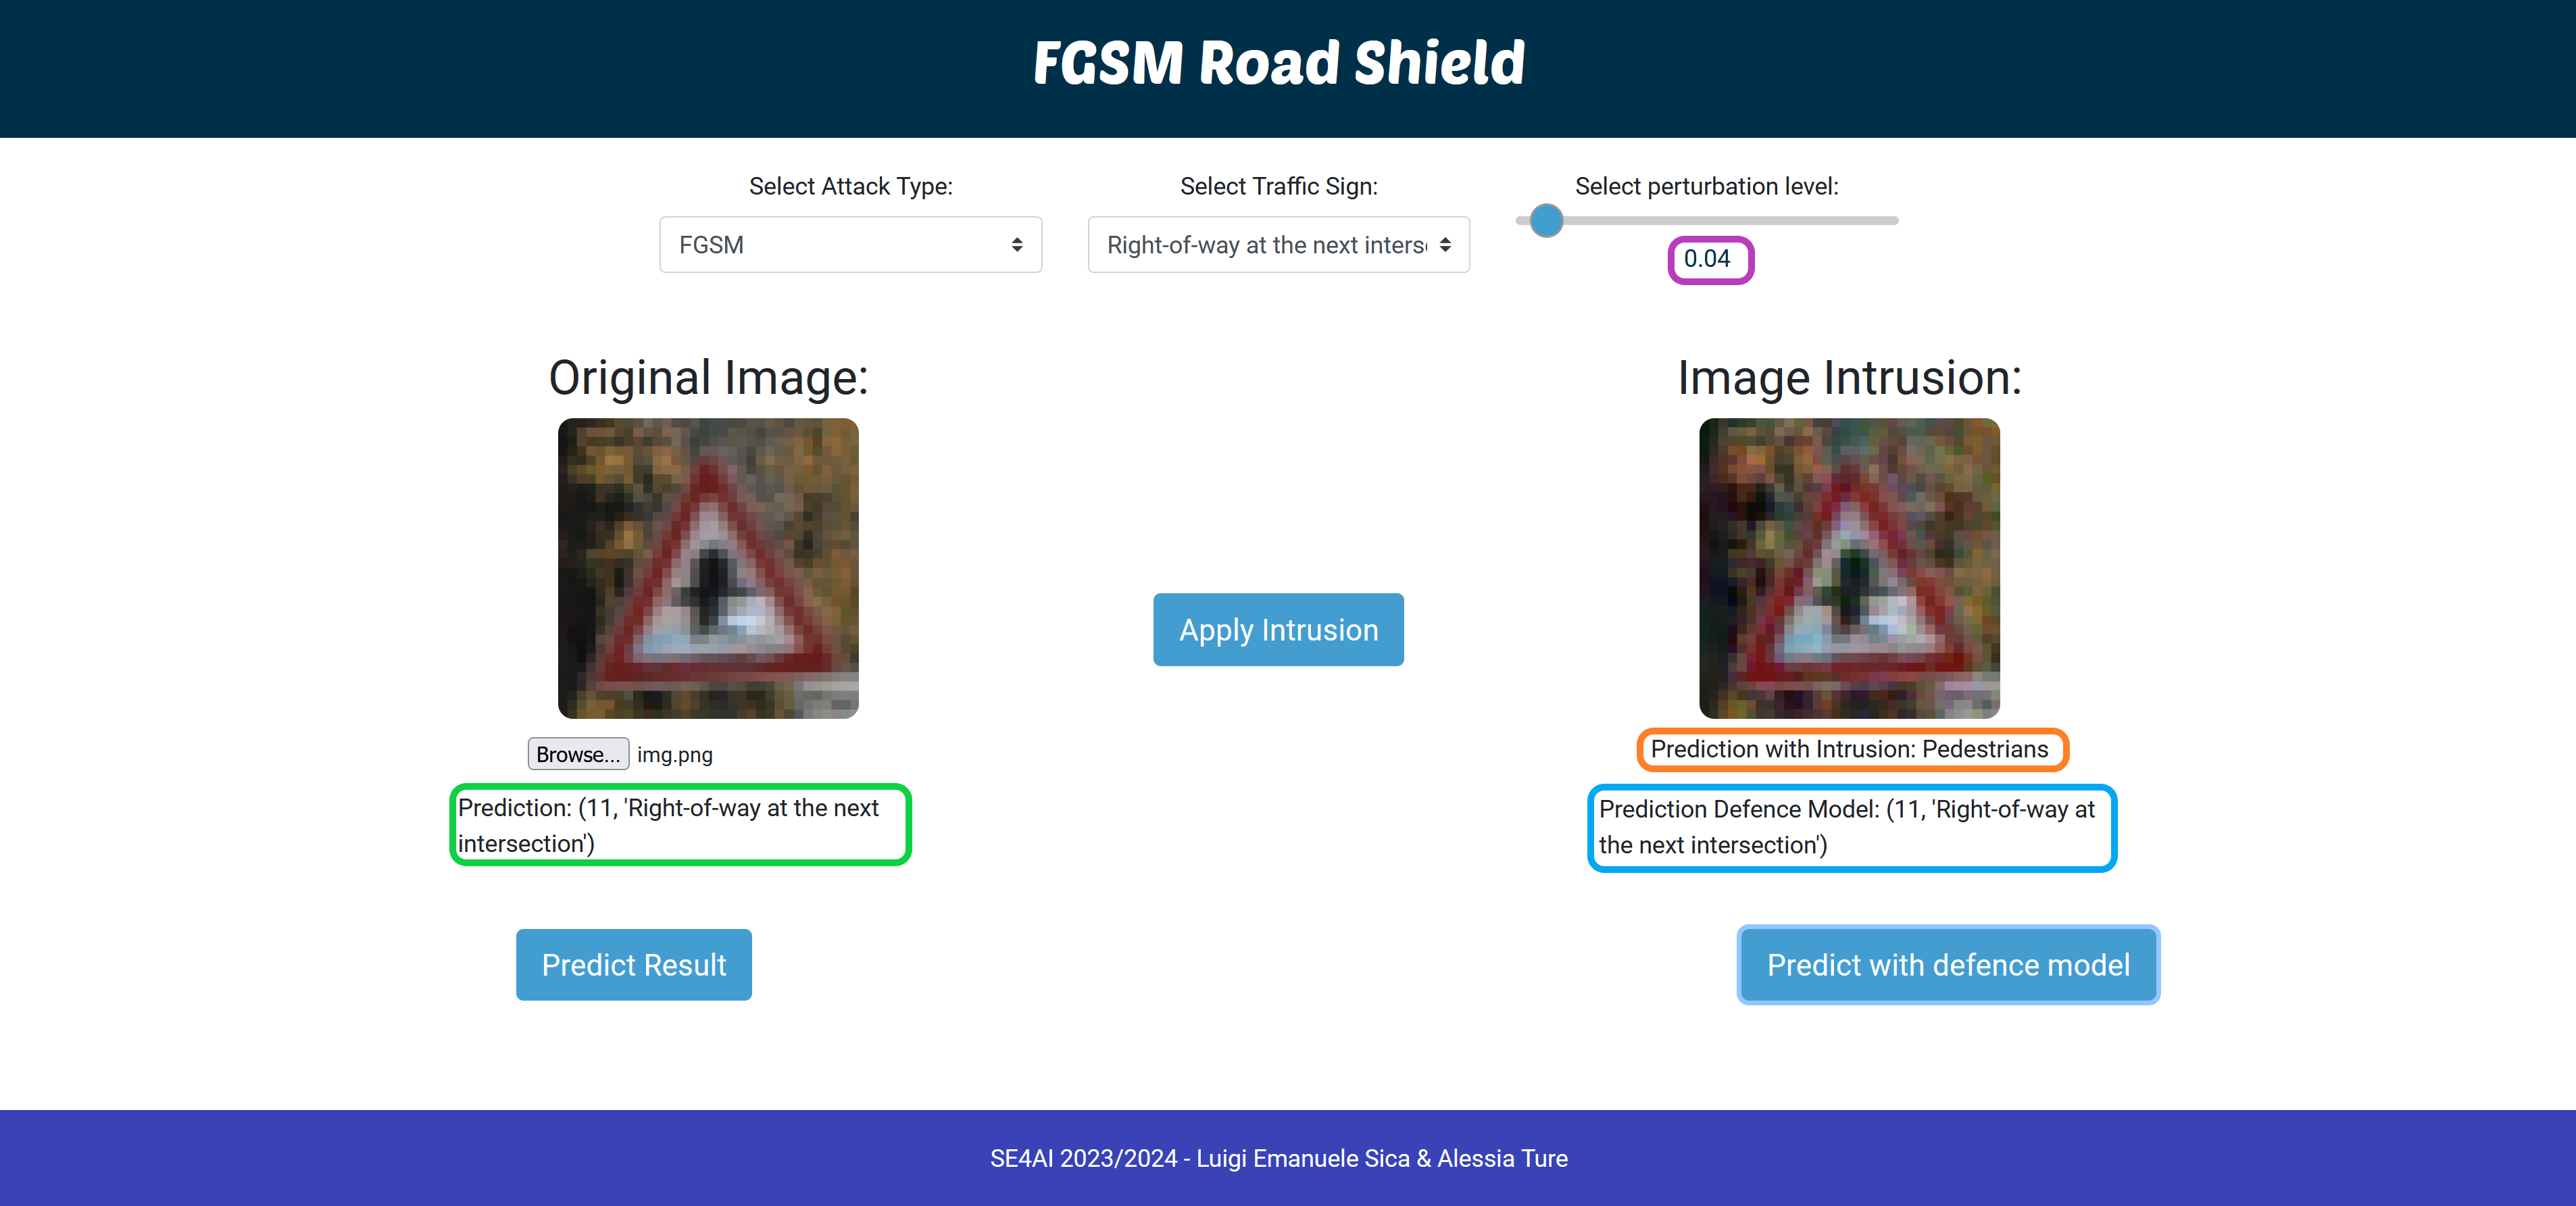 FGSM Road Shield
Select Attack Type:
FGSM
Select Traffic Sign:
Right-of-way at the next inters
Select perturbation level:
0.04
Original Image:
Browse... img.png
Prediction: (11, 'Right-of-way at the next
intersection')
Predict Result
Apply Intrusion
Image Intrusion:
Prediction with Intrusion: Pedestrians
Prediction Defence Model: (11, 'Right-of-way at
the next intersection')
Predict with defence model
SE4AI 2023/2024 - Luigi Emanuele Sica & Alessia Ture